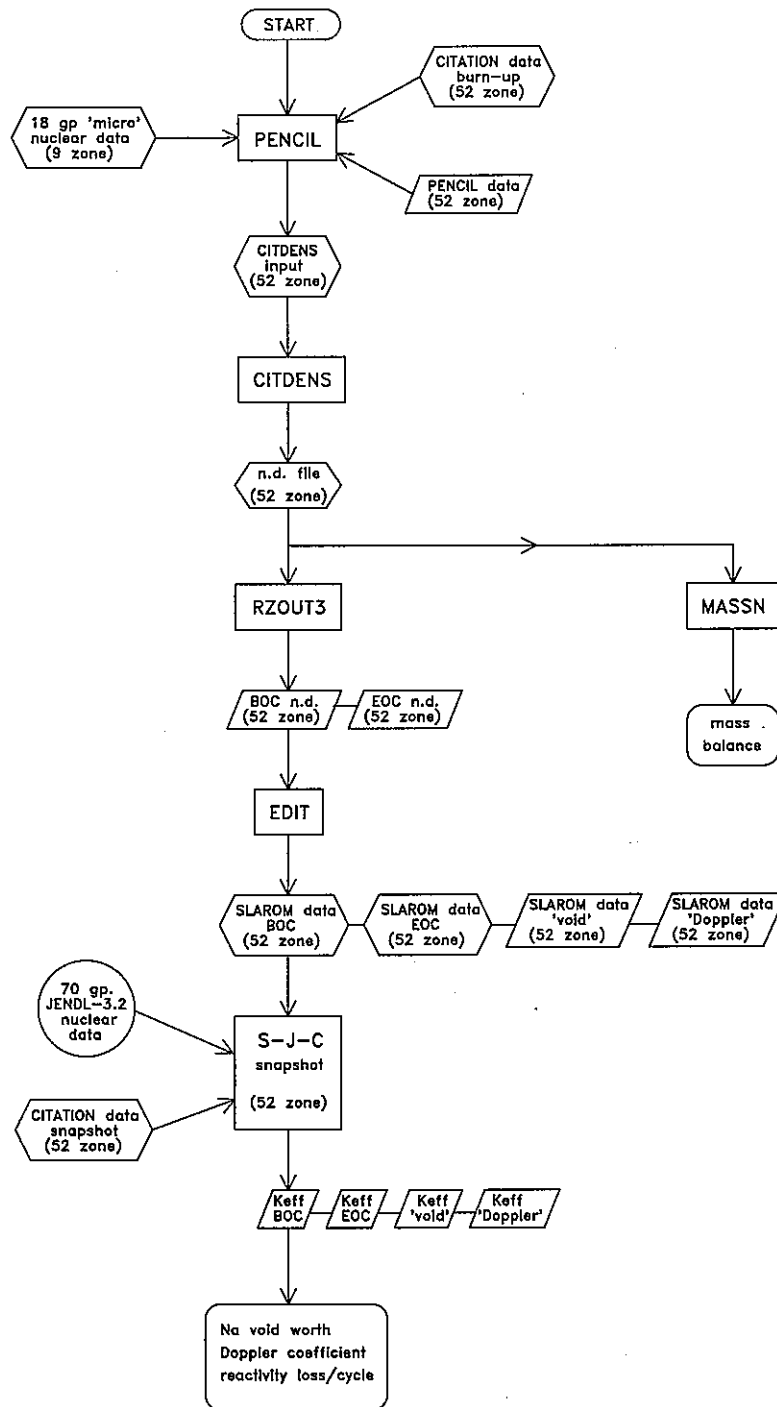 START
CITATION data
burn-up
(52 zone)
18 gp 'micro'
nuclear data
(9 zone)
PENCIL
PENCIL data
(52 zone)
CITDENS
input
(52 zone)
CITDENS
n.d. file
(52 zone)
RZOUT3
MASSN
BOC n.d.
(52 zone)
EOC n.d.
(52 zone)
mass
balance
EDIT
SLAROM data
BOC
(52 zone)
SLAROM data
EOC
(52 zone)
SLAROM data
'void'
(52 zone)
SLAROM data
'Doppler'
(52 zone)
70 gp.
JENDL-3.2
nuclear
data
S-J-C
snapshot
(52 zone)
CITATION data
snapshot
(52 zone)
Keff
BOC
Keff
EOC
Keff
'void'
Keff
'Doppler'
Na void worth
Doppler coefficient
reactivity loss/cycle